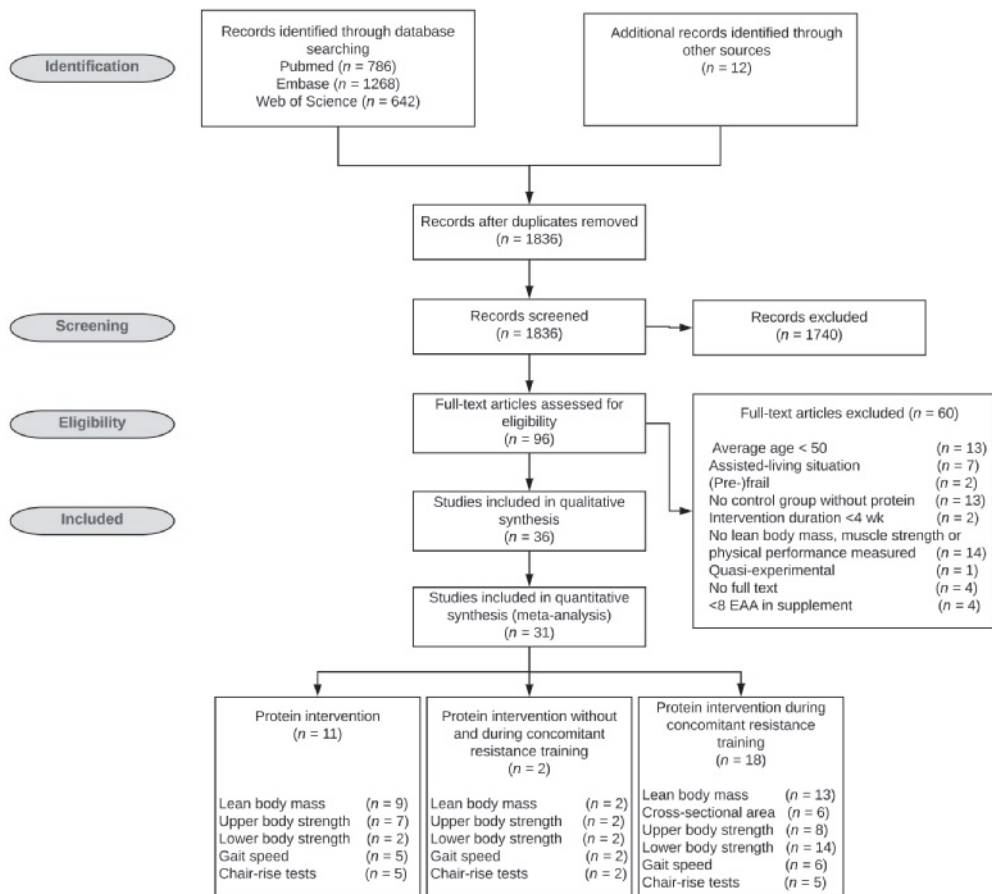 Identification
Records identified through database
searching
Pubmed (n = 786)
Embase (n = 1268)
Web of Science (n = 642)
Additional records identified through
other sources
(n = 12)
Records after duplicates removed
(n = 1836)
Screening
Records screened
(n = 1836)
Records excluded
(n = 1740)
Eligibility
Full-text articles assessed for
eligibility
(n = 96)
Full-text articles excluded (n = 60)
Average age < 50 (n = 13)
Assisted-living situation (n = 7)
(Pre-)frail (n = 2)
No control group without protein (n = 13)
Intervention duration <4 wk (n = 2)
No lean body mass, muscle strength or
physical performance measured (n = 14)
Quasi-experimental (n = 1)
No full text (n = 4)
<8 EAA in supplement (n = 4)
Included
Studies included in qualitative
synthesis
(n = 36)
Studies included in quantitative
synthesis (meta-analysis)
(n = 31)
Protein intervention
(n = 11)
Lean body mass (n = 9)
Upper body strength (n = 7)
Lower body strength (n = 2)
Gait speed (n = 5)
Chair-rise tests (n = 5)
Protein intervention without
and during concomitant
resistance training
(n = 2)
Lean body mass (n = 2)
Upper body strength (n = 2)
Lower body strength (n = 2)
Gait speed (n = 2)
Chair-rise tests (n = 2)
Protein intervention during
concomitant resistance
training
(n = 18)
Lean body mass (n = 13)
Cross-sectional area (n = 6)
Upper body strength (n = 8)
Lower body strength (n = 14)
Gait speed (n = 6)
Chair-rise tests (n = 5)